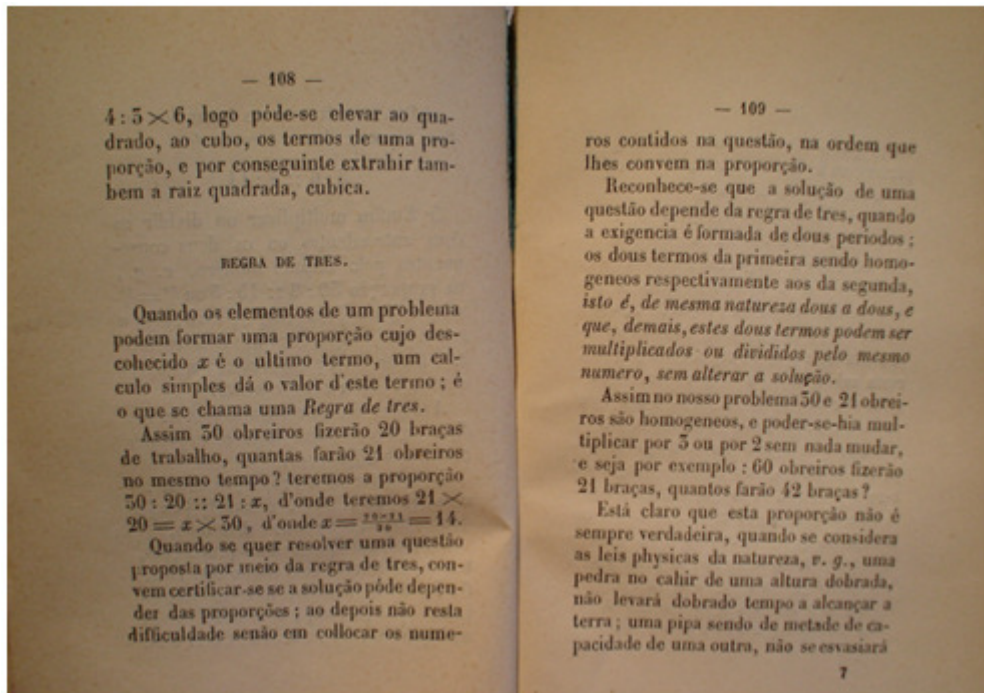 — 108 —
4 : 5 × 6, logo póde-se elevar ao qua-
drado, ao cubo, os termos de uma pro-
porção, e por conseguinte extrahir tam-
bem a raiz quadrada, cubica.
REGRA DE TRES.
Quando os elementos de um problema
podem formar uma proporção cujo des-
conhecido x é o ultimo termo, um cal-
culo simples dá o valor d'este termo ; é
o que se chama uma Regra de tres.
Assim 30 obreiros fizerão 20 braças
de trabalho, quantas farão 21 obreiros
no mesmo tempo ? teremos a proporção
30 : 20 :: 21 : x, d'onde teremos 21 ×
20 = x × 30, d'onde x = 20·21/30 = 14.
Quando se quer resolver uma questão
proposta por meio da regra de tres, con-
vem certificar-se se a solução póde depen-
der das proporções ; ao depois não resta
difficuldade senão em collocar os nume-
— 109 —
ros contidos na questão, na ordem que
lhes convem na proporção.
Reconhece-se que a solução de uma
questão depende da regra de tres, quando
a exigencia é formada de dous periodos ;
os dous termos da primeira sendo homo-
geneos respectivamente aos da segunda,
isto é, de mesma natureza dous a dous, e
que, demais, estes dous termos podem ser
multiplicados ou divididos pelo mesmo
numero, sem alterar a solução.
Assim no nosso problema 30 e 21 obrei-
ros são homogeneos, e poder-se-hia mul-
tiplicar por 3 ou por 2 sem nada mudar,
e seja por exemplo : 60 obreiros fizerão
21 braças, quantos farão 42 braças ?
Está claro que esta proporção não é
sempre verdadeira, quando se considera
as leis physicas da natureza, v. g., uma
pedra no cahir de uma altura dobrada,
não levará dobrado tempo a alcançar a
terra ; uma pipa sendo de metade de ca-
pacidade de uma outra, não se esvasiará
7